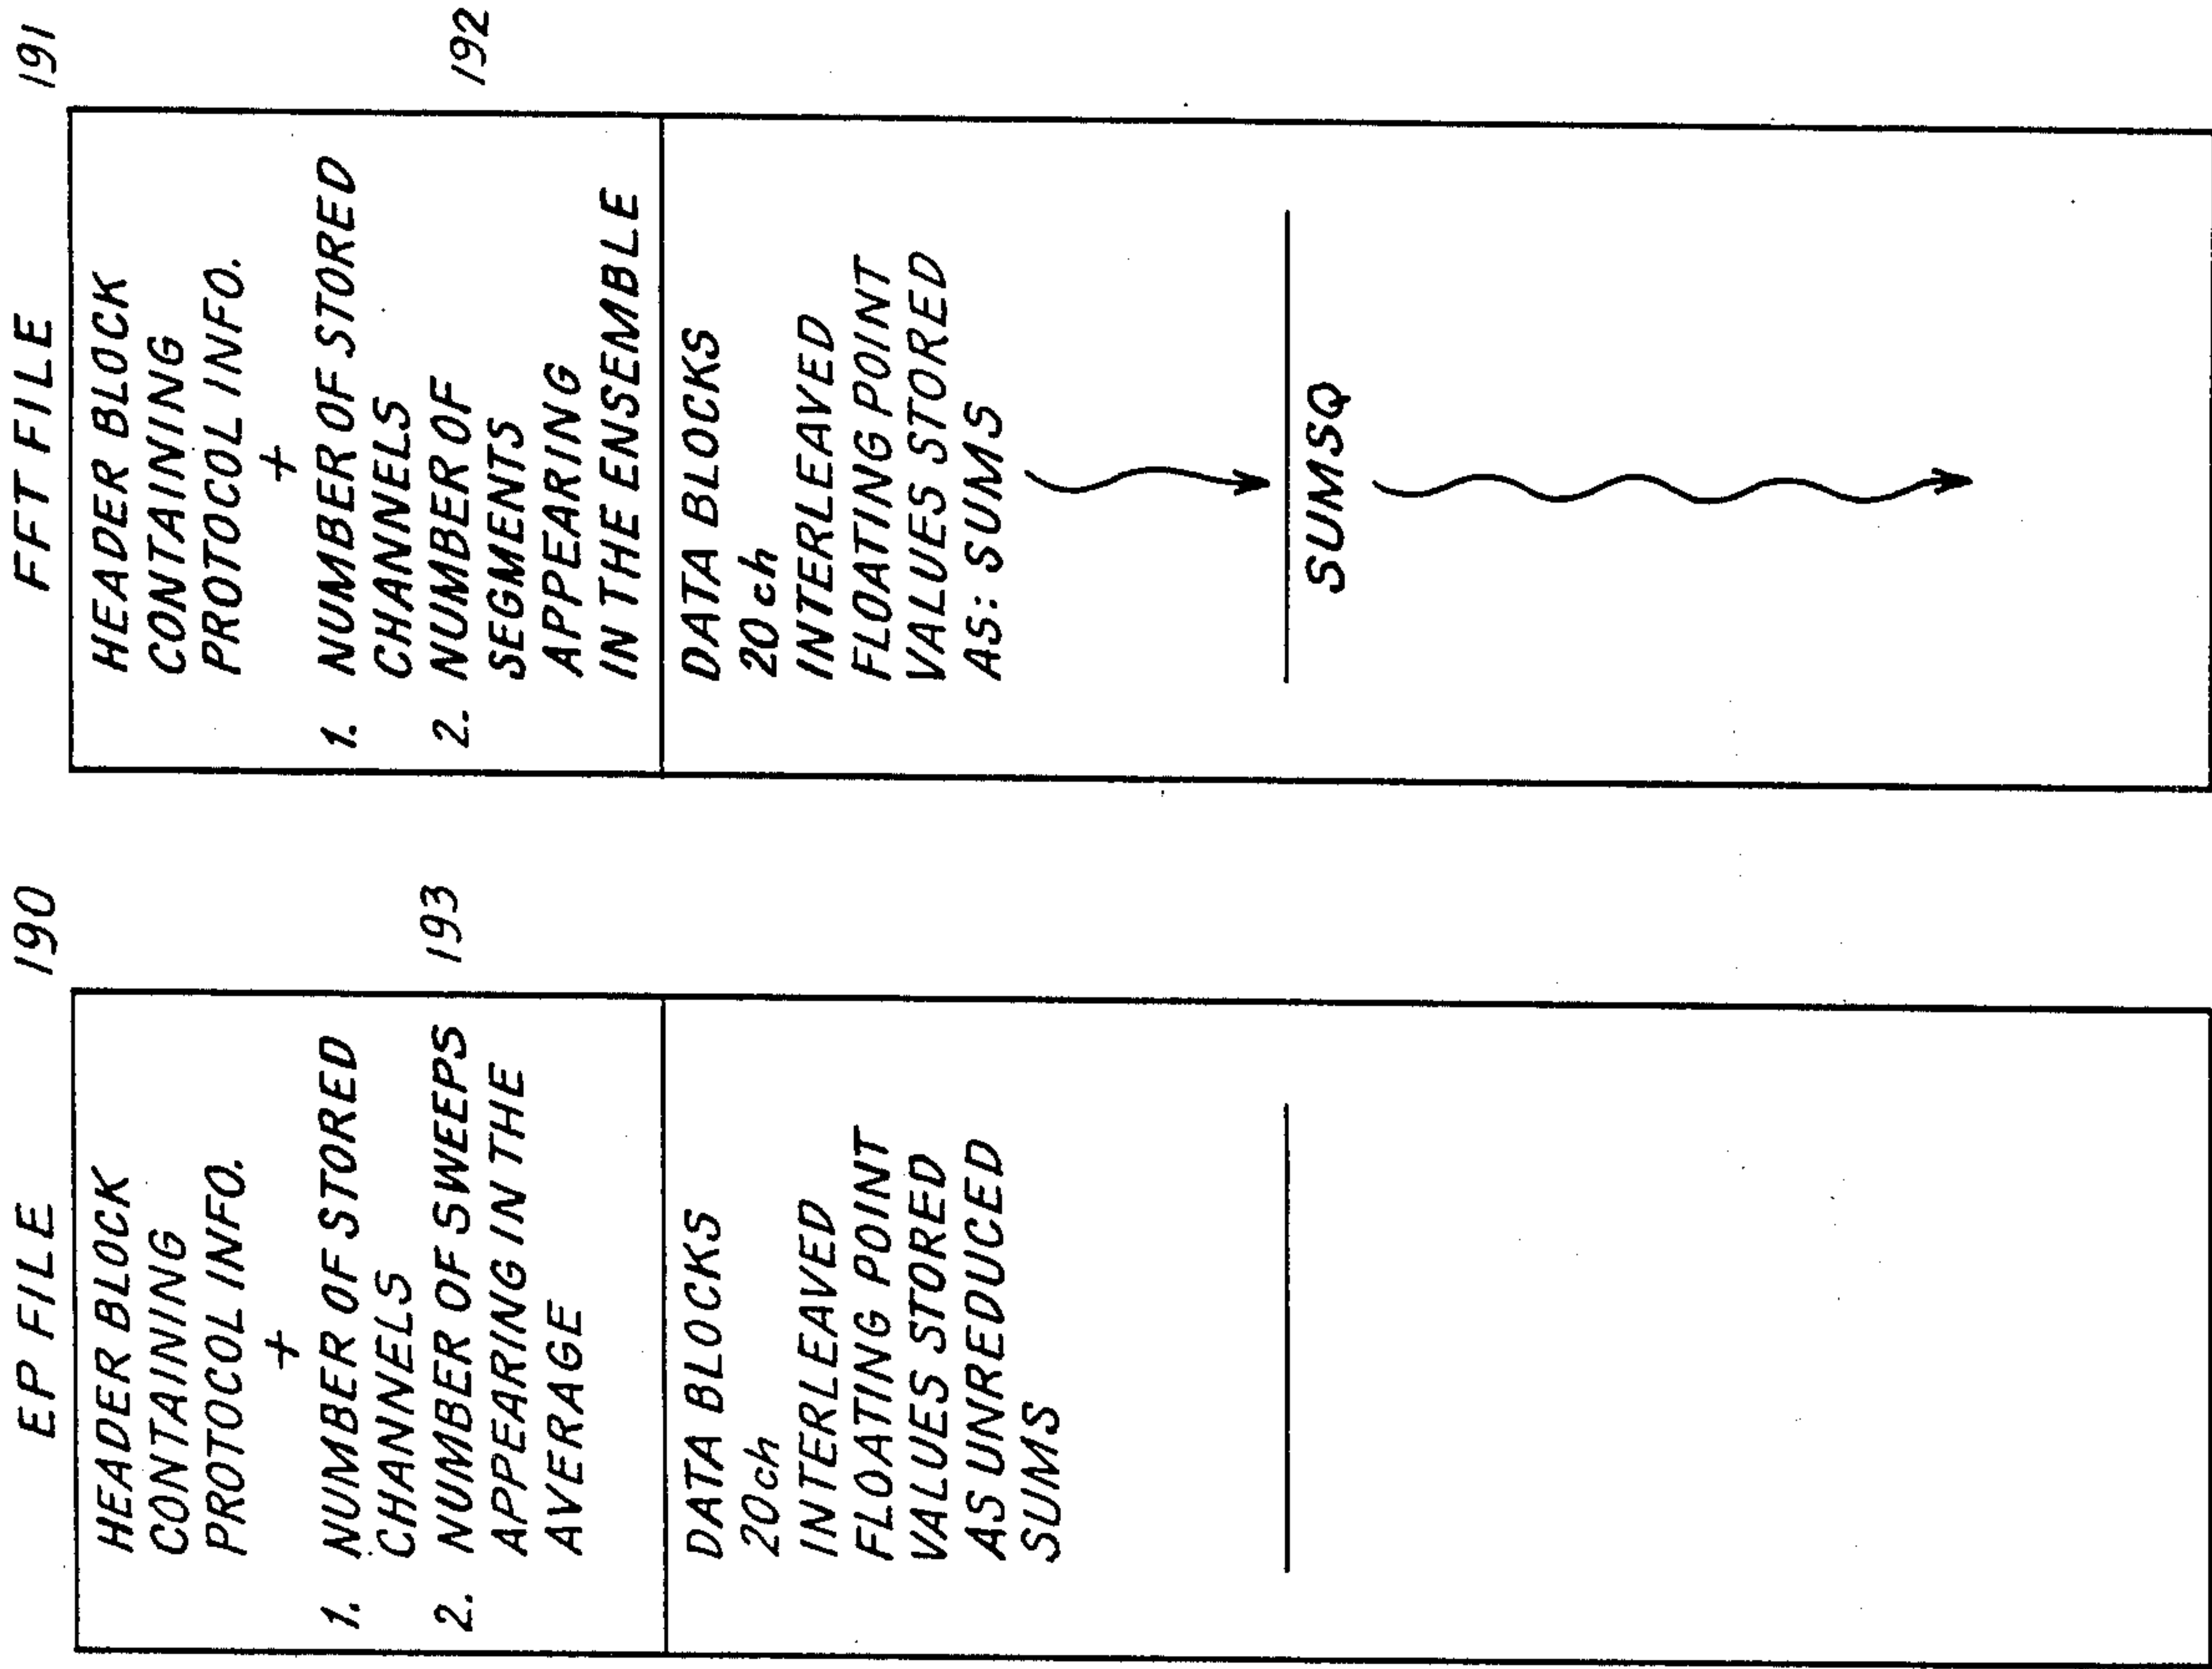 EP FILE
190
HEADER BLOCK
CONTAINING
PROTOCOL INFO.
+
1. NUMBER OF STORED
CHANNELS
2. NUMBER OF SWEEPS
APPEARING IN THE
AVERAGE
193
DATA BLOCKS
20ch
INTERLEAVED
FLOATING POINT
VALUES STORED
AS UNREDUCED
SUMS
FFT FILE
191
HEADER BLOCK
CONTAINING
PROTOCOL INFO.
+
1. NUMBER OF STORED
CHANNELS
2. NUMBER OF
SEGMENTS
APPEARING
IN THE ENSEMBLE
192
DATA BLOCKS
20ch
INTERLEAVED
FLOATING POINT
VALUES STORED
AS: SUMS
SUMSQ